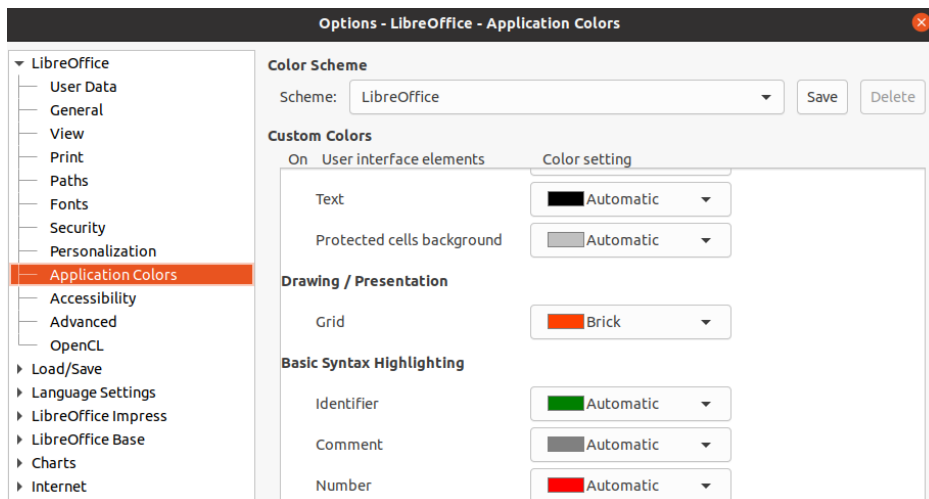 Options - LibreOffice - Application Colors
LibreOffice
User Data
General
View
Print
Paths
Fonts
Security
Personalization
Application Colors
Accessibility
Advanced
OpenCL
Load/Save
Language Settings
LibreOffice Impress
LibreOffice Base
Charts
Internet
Color Scheme
Scheme: LibreOffice Save Delete
Custom Colors
On User interface elements Color setting
Text Automatic
Protected cells background Automatic
Drawing / Presentation
Grid Brick
Basic Syntax Highlighting
Identifier Automatic
Comment Automatic
Number Automatic